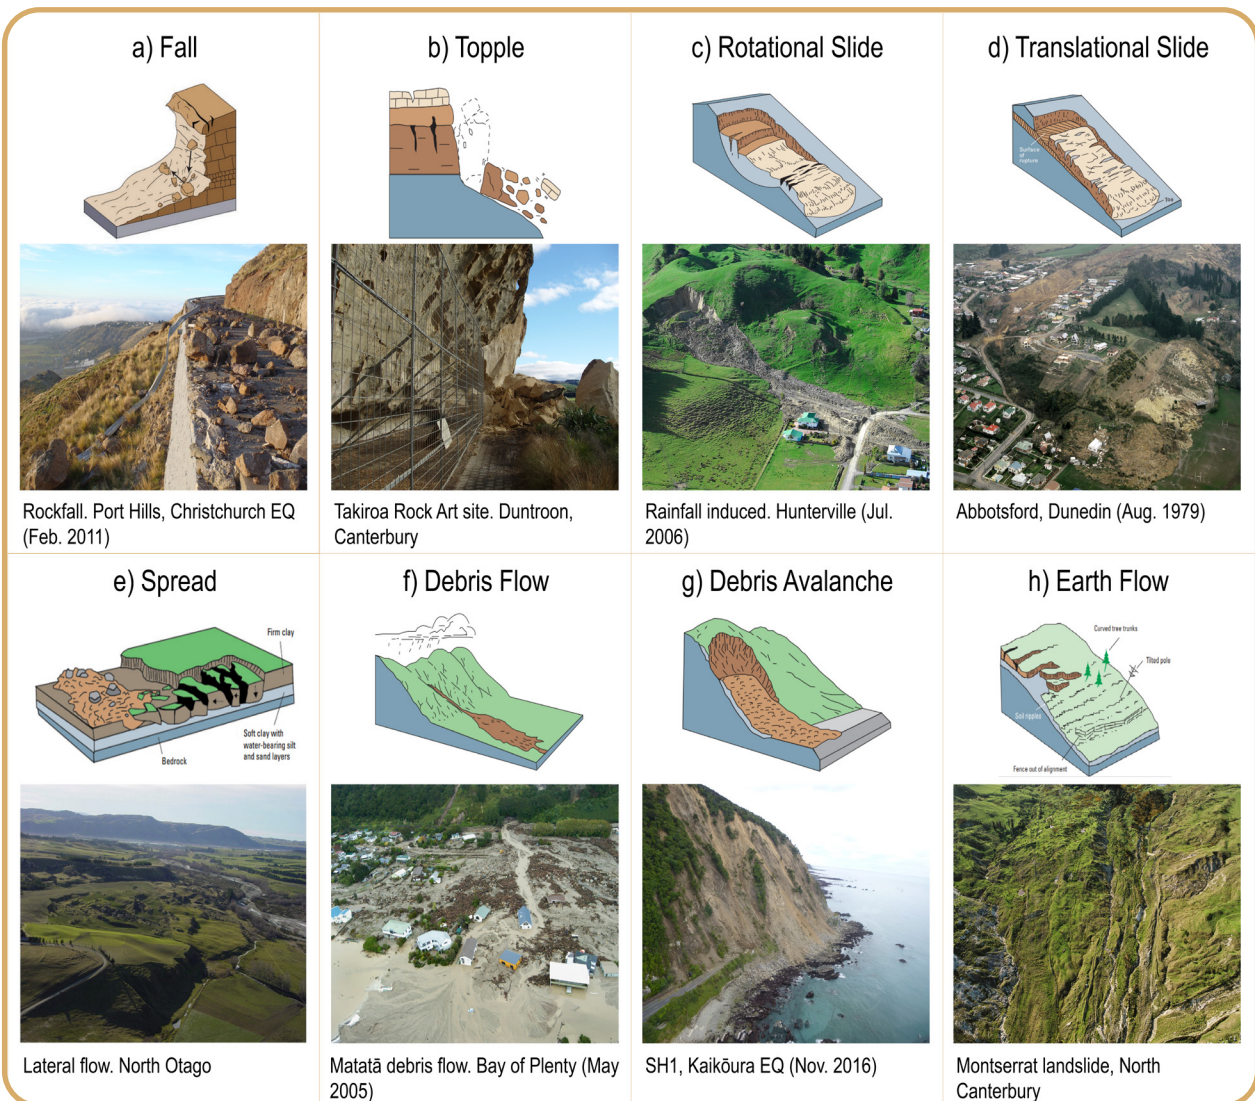 a) Fall
b) Topple
c) Rotational Slide
d) Translational Slide
Surface
of
rupture
Toe
Rockfall. Port Hills, Christchurch EQ
(Feb. 2011)
Takiroa Rock Art site. Duntroon,
Canterbury
Rainfall induced. Hunterville (Jul.
2006)
Abbotsford, Dunedin (Aug. 1979)
e) Spread
f) Debris Flow
g) Debris Avalanche
h) Earth Flow
Firm clay
Soft clay with
water-bearing silt
and sand layers
Bedrock
Curved tree trunks
Tilted pole
Soil ripples
Fence out of alignment
Lateral flow. North Otago
Matatā debris flow. Bay of Plenty (May
2005)
SH1, Kaikōura EQ (Nov. 2016)
Montserrat landslide, North
Canterbury